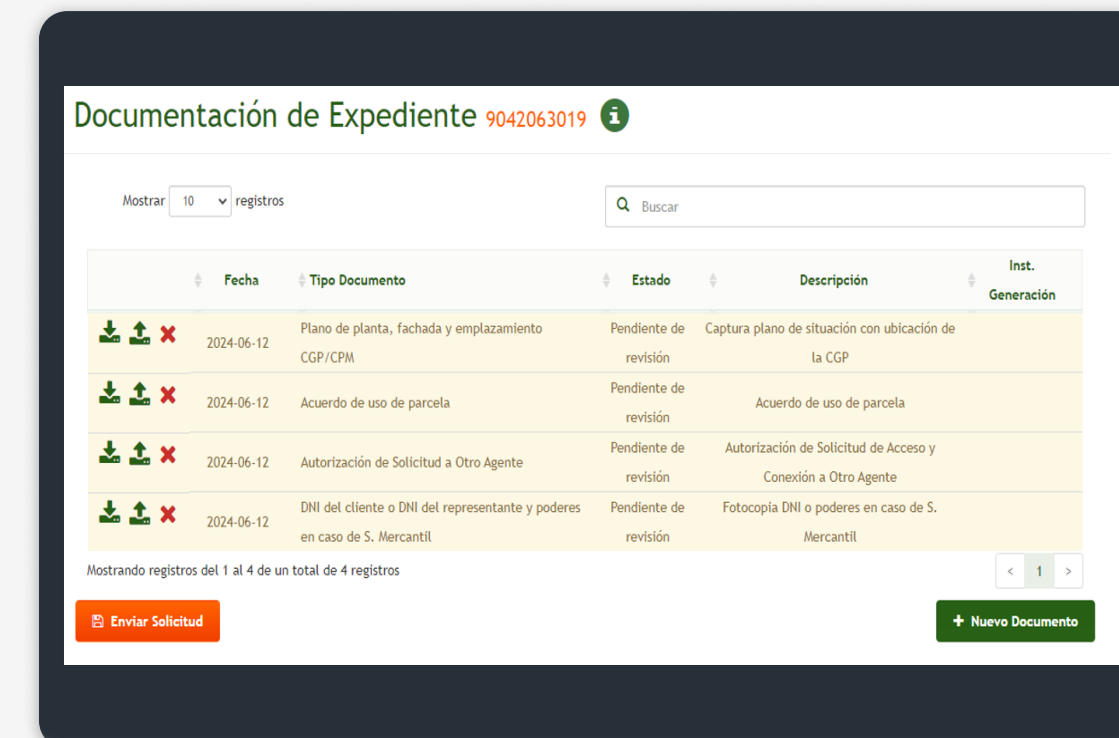 Documentación de Expediente 9042063019
Mostrar 10 registros
Buscar
Fecha Tipo Documento Estado Descripción Inst. Generación
2024-06-12 Plano de planta, fachada y emplazamiento CGP/CPM Pendiente de revisión Captura plano de situación con ubicación de la CGP
2024-06-12 Acuerdo de uso de parcela Pendiente de revisión Acuerdo de uso de parcela
2024-06-12 Autorización de Solicitud a Otro Agente Pendiente de revisión Autorización de Solicitud de Acceso y Conexión a Otro Agente
2024-06-12 DNI del cliente o DNI del representante y poderes en caso de S. Mercantil Pendiente de revisión Fotocopia DNI o poderes en caso de S. Mercantil
Mostrando registros del 1 al 4 de un total de 4 registros
< 1 >
Enviar Solicitud
+ Nuevo Documento